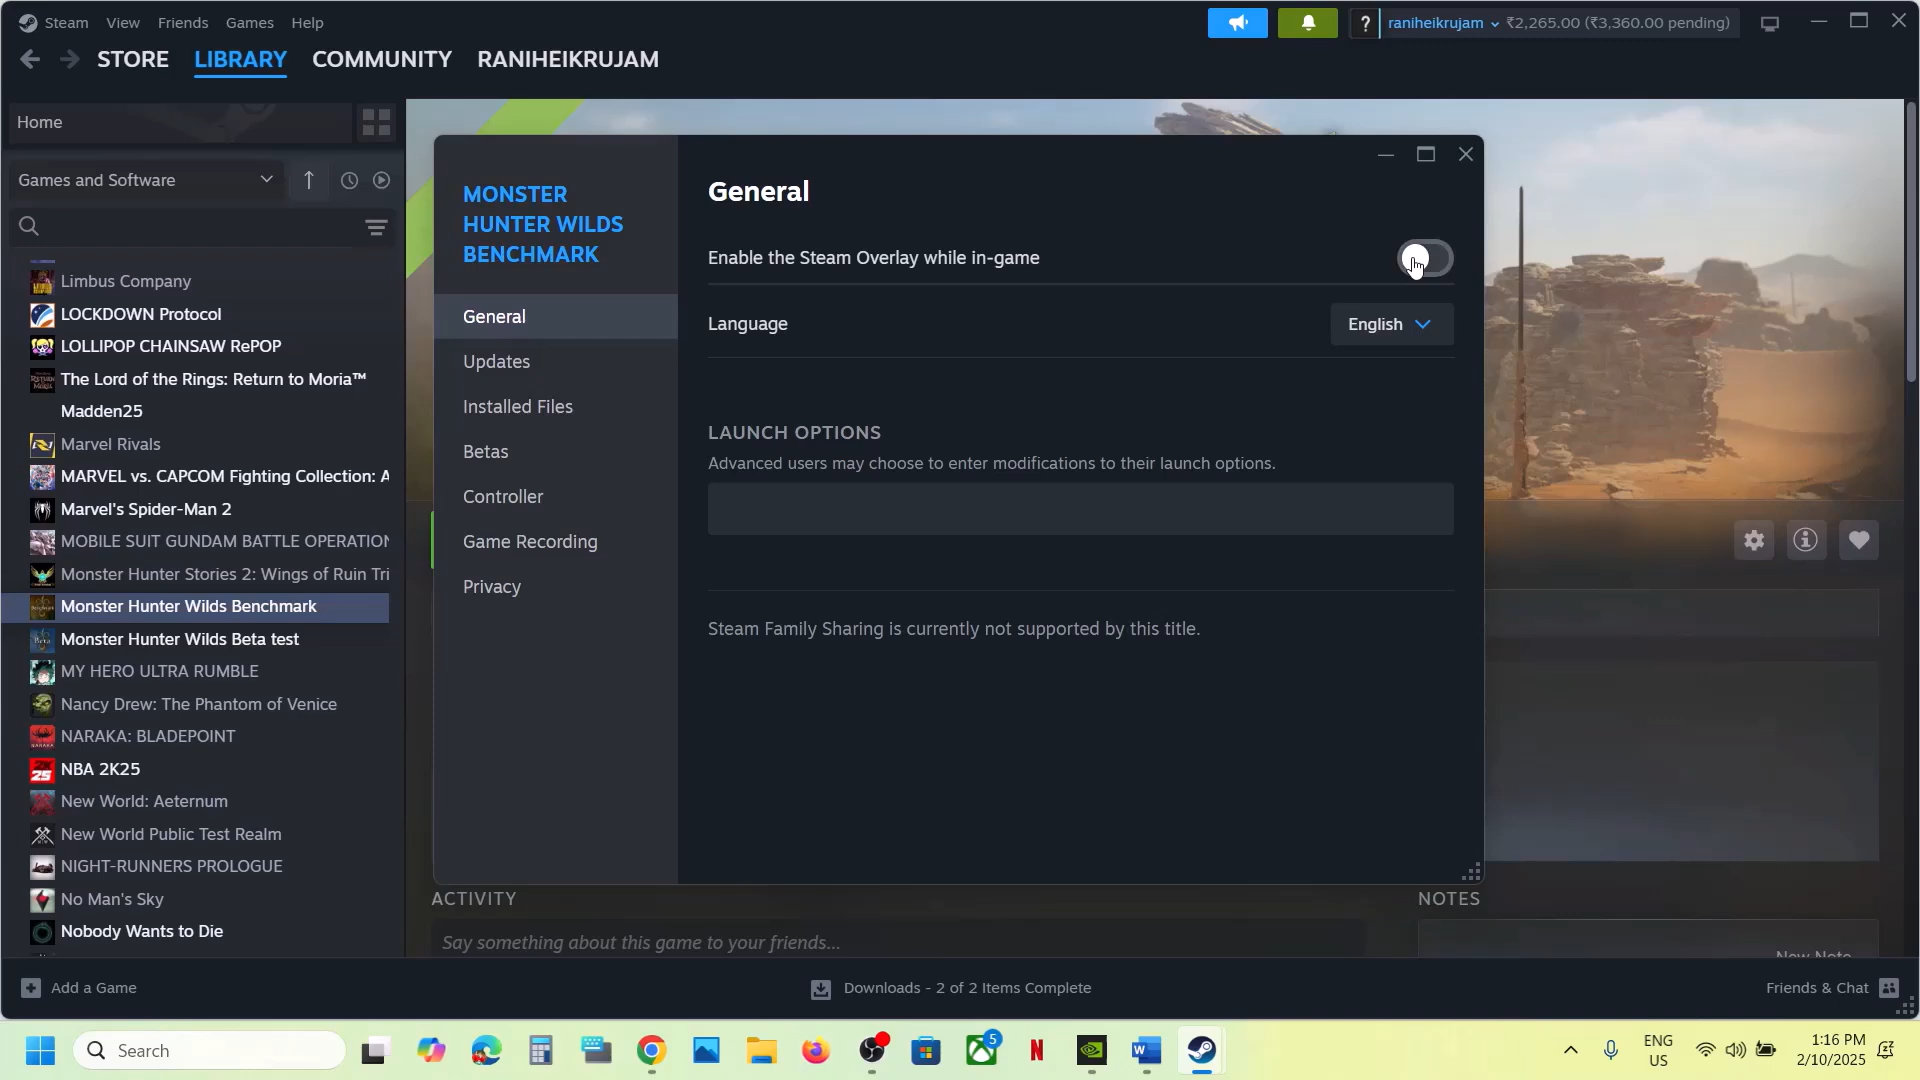 Steam View Friends Games Help
raniheikrujam ₹2,265.00 (₹3,360.00 pending)
STORE LIBRARY COMMUNITY RANIHEIKRUJAM
Home
Games and Software
Limbus Company
LOCKDOWN Protocol
LOLLIPOP CHAINSAW RePOP
The Lord of the Rings: Return to Moria™
Madden25
Marvel Rivals
MARVEL vs. CAPCOM Fighting Collection: A
Marvel's Spider-Man 2
MOBILE SUIT GUNDAM BATTLE OPERATION
Monster Hunter Stories 2: Wings of Ruin Tri
Monster Hunter Wilds Benchmark
Monster Hunter Wilds Beta test
MY HERO ULTRA RUMBLE
Nancy Drew: The Phantom of Venice
NARAKA: BLADEPOINT
NBA 2K25
New World: Aeternum
New World Public Test Realm
NIGHT-RUNNERS PROLOGUE
No Man's Sky
Nobody Wants to Die
MONSTER
HUNTER WILDS
BENCHMARK
General
Updates
Installed Files
Betas
Controller
Game Recording
Privacy
General
Enable the Steam Overlay while in-game
Language English
LAUNCH OPTIONS
Advanced users may choose to enter modifications to their launch options.
Steam Family Sharing is currently not supported by this title.
ACTIVITY
Say something about this game to your friends...
NOTES
New Note
Add a Game
Downloads - 2 of 2 Items Complete
Friends & Chat
Search
5
ENG
US
1:16 PM
2/10/2025